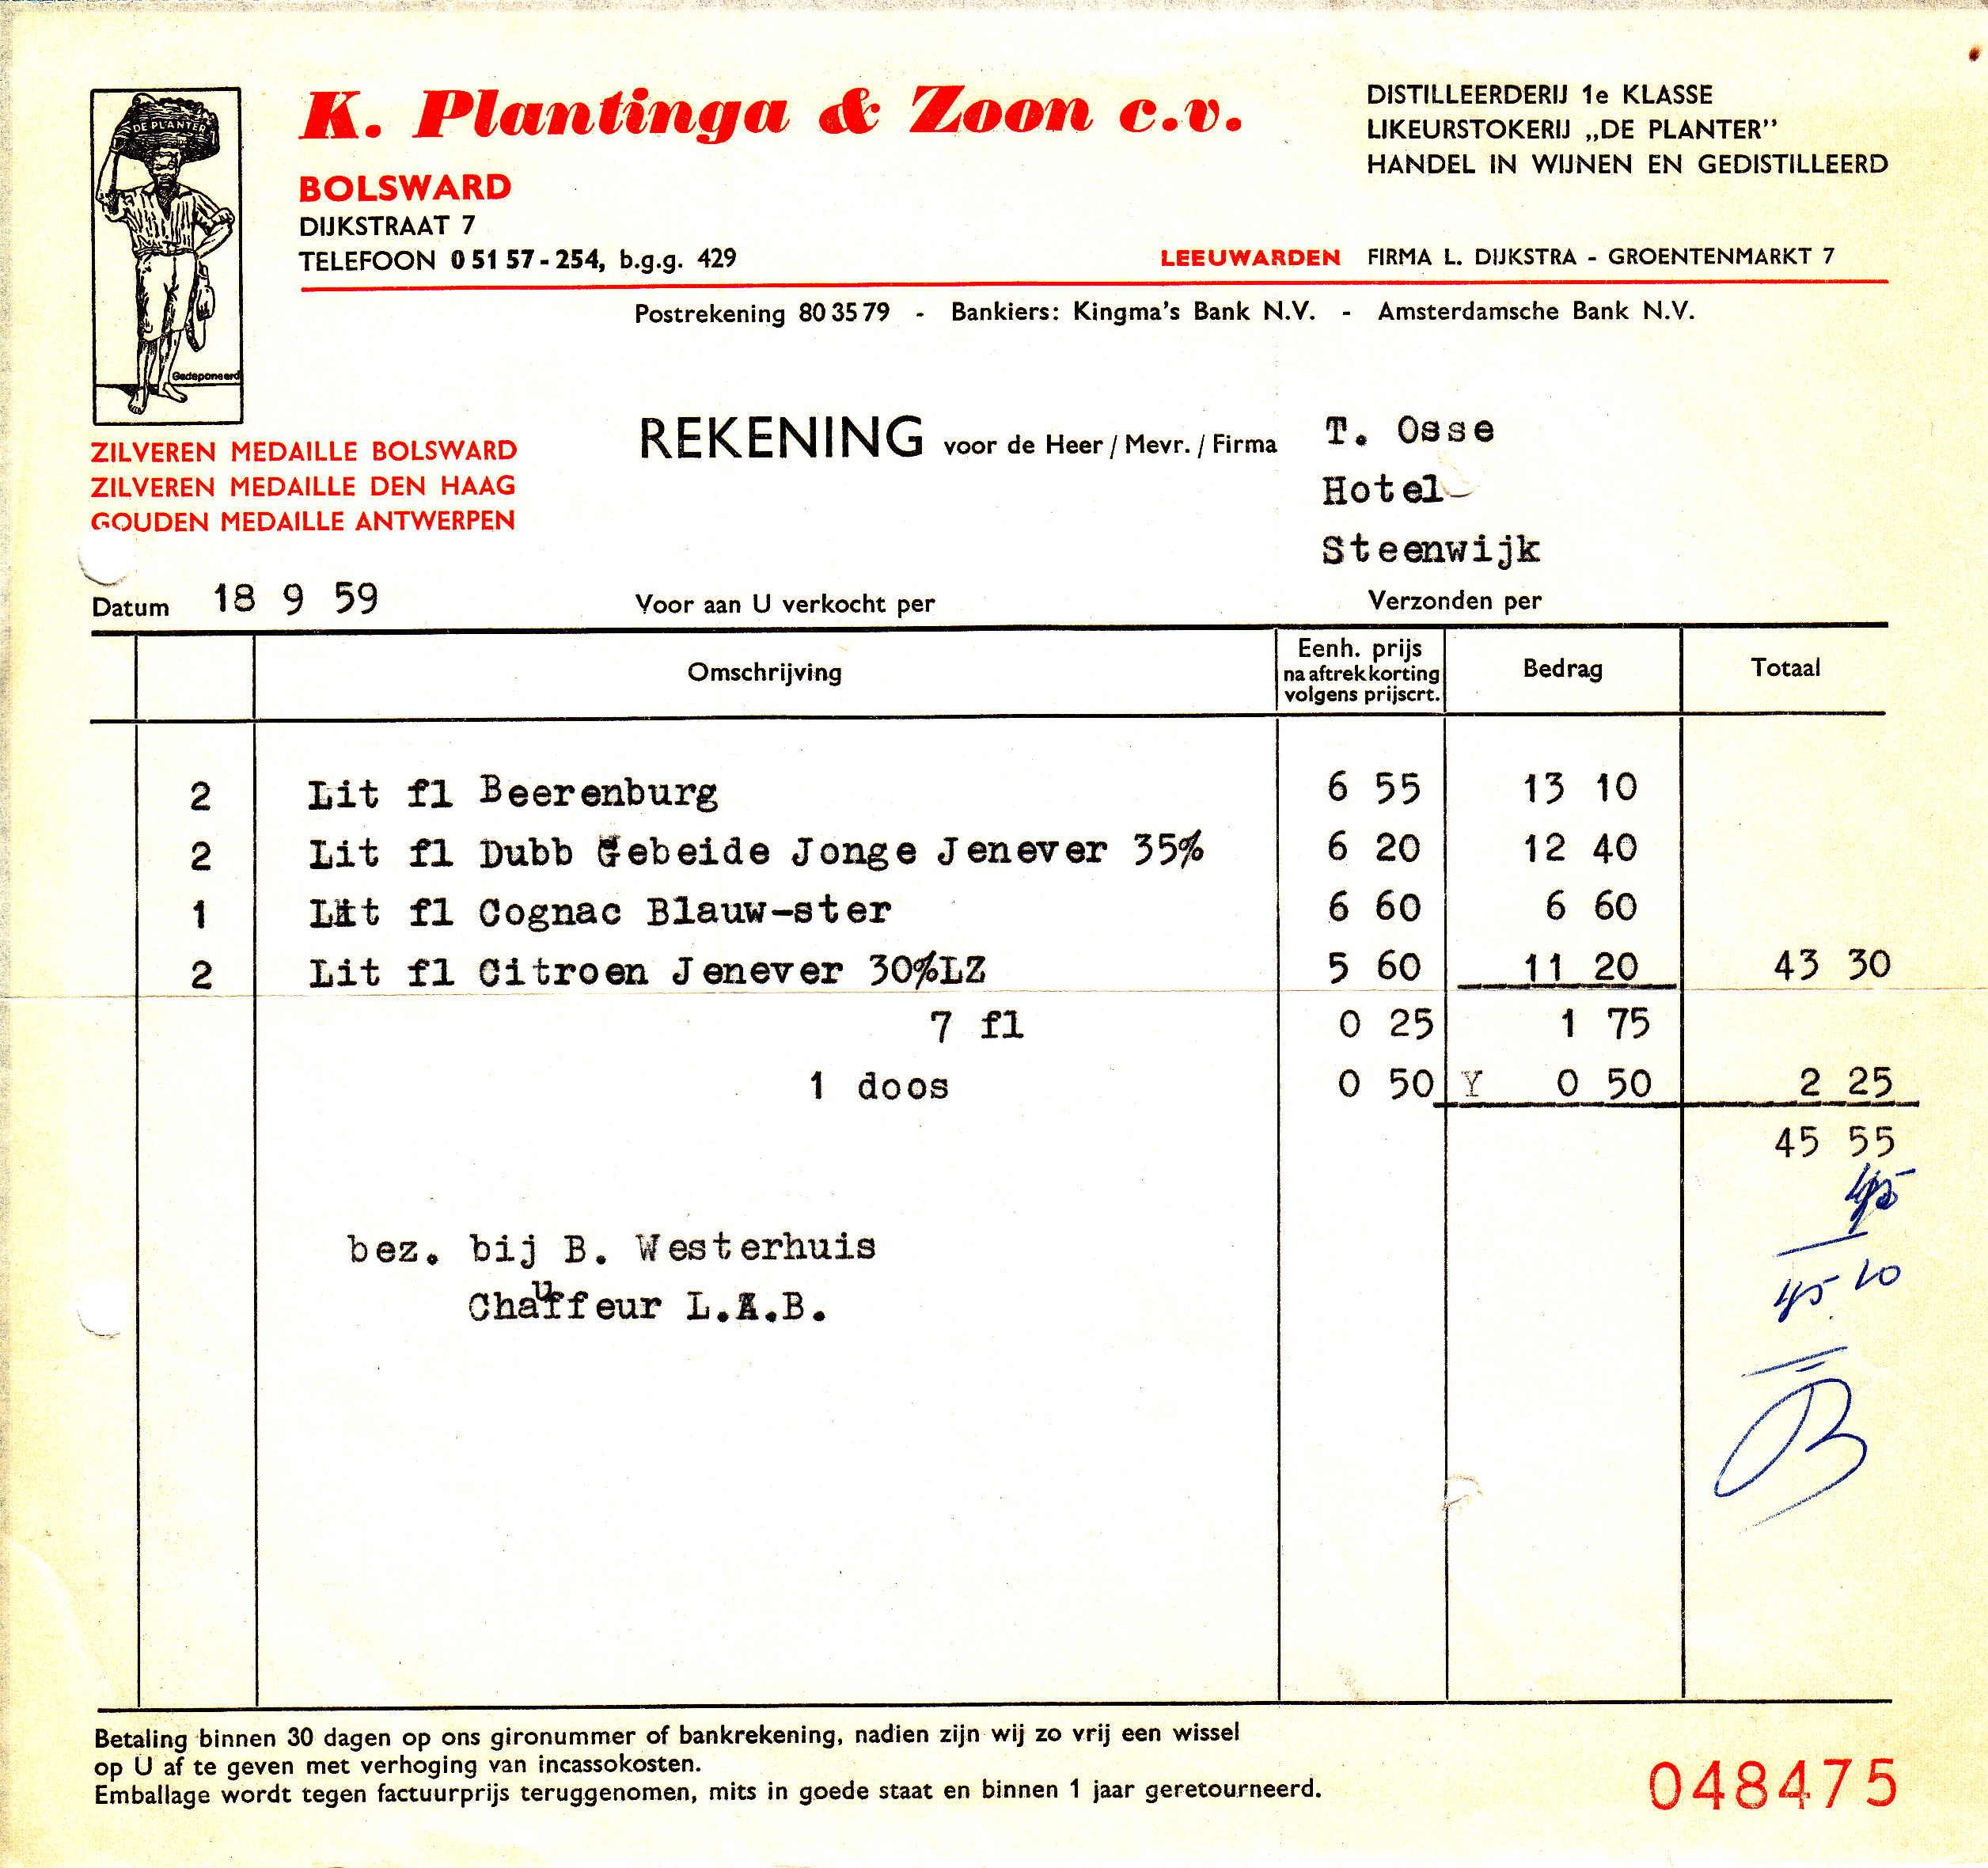 DE PLANTER
Gedeponeerd
K. Plantinga & Zoon c.v.
BOLSWARD
DIJKSTRAAT 7
TELEFOON 0 51 57 - 254, b.g.g. 429
DISTILLEERDERIJ 1e KLASSE
LIKEURSTOKERIJ „DE PLANTER”
HANDEL IN WIJNEN EN GEDISTILLEERD
LEEUWARDEN FIRMA L. DIJKSTRA - GROENTENMARKT 7
Postrekening 80 35 79 - Bankiers: Kingma's Bank N.V. - Amsterdamsche Bank N.V.
ZILVEREN MEDAILLE BOLSWARD
ZILVEREN MEDAILLE DEN HAAG
GOUDEN MEDAILLE ANTWERPEN
REKENING voor de Heer / Mevr. / Firma T. Osse
Hotel
Steenwijk
Datum 18 9 59 Voor aan U verkocht per Verzonden per
Omschrijving Eenh. prijs na aftrek korting volgens prijscrt. Bedrag Totaal
2 Lit fl Beerenburg 6 55 13 10
2 Lit fl Dubb Gebeide Jonge Jenever 35% 6 20 12 40
1 Lit fl Cognac Blauw-ster 6 60 6 60
2 Lit fl Citroen Jenever 30%LZ 5 60 11 20 43 30
7 fl 0 25 1 75
1 doos 0 50 Y 0 50 2 25
45 55
45
45 10
bez. bij B. Westerhuis
Chauffeur L.A.B.
Betaling binnen 30 dagen op ons gironummer of bankrekening, nadien zijn wij zo vrij een wissel
op U af te geven met verhoging van incassokosten.
Emballage wordt tegen factuurprijs teruggenomen, mits in goede staat en binnen 1 jaar geretourneerd.
048475